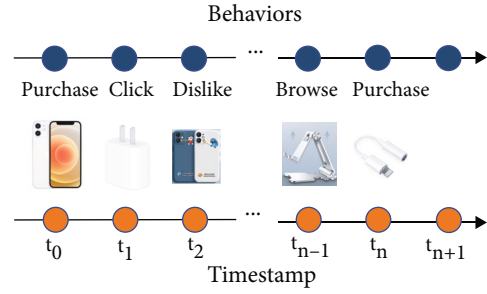 Behaviors
...
Purchase Click Dislike Browse Purchase
...
t0 t1 t2 tn–1 tn tn+1
Timestamp